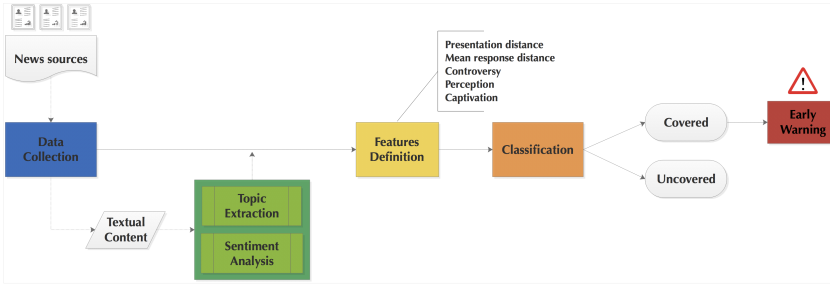 News sources
Data
Collection
Textual
Content
Topic
Extraction
Sentiment
Analysis
Features
Definition
Presentation distance
Mean response distance
Controversy
Perception
Captivation
Classification
Covered
Uncovered
!
Early
Warning